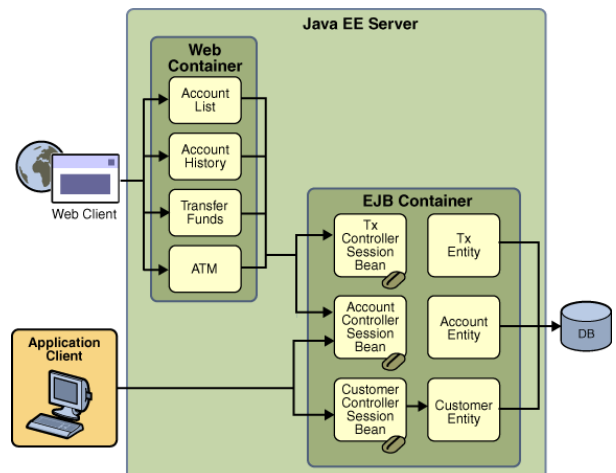 Java EE Server
Web
Container
Account
List
Account
History
Transfer
Funds
ATM
Web Client
EJB Container
Tx
Controller
Session
Bean
Tx
Entity
Account
Controller
Session
Bean
Account
Entity
Customer
Controller
Session
Bean
Customer
Entity
DB
Application
Client